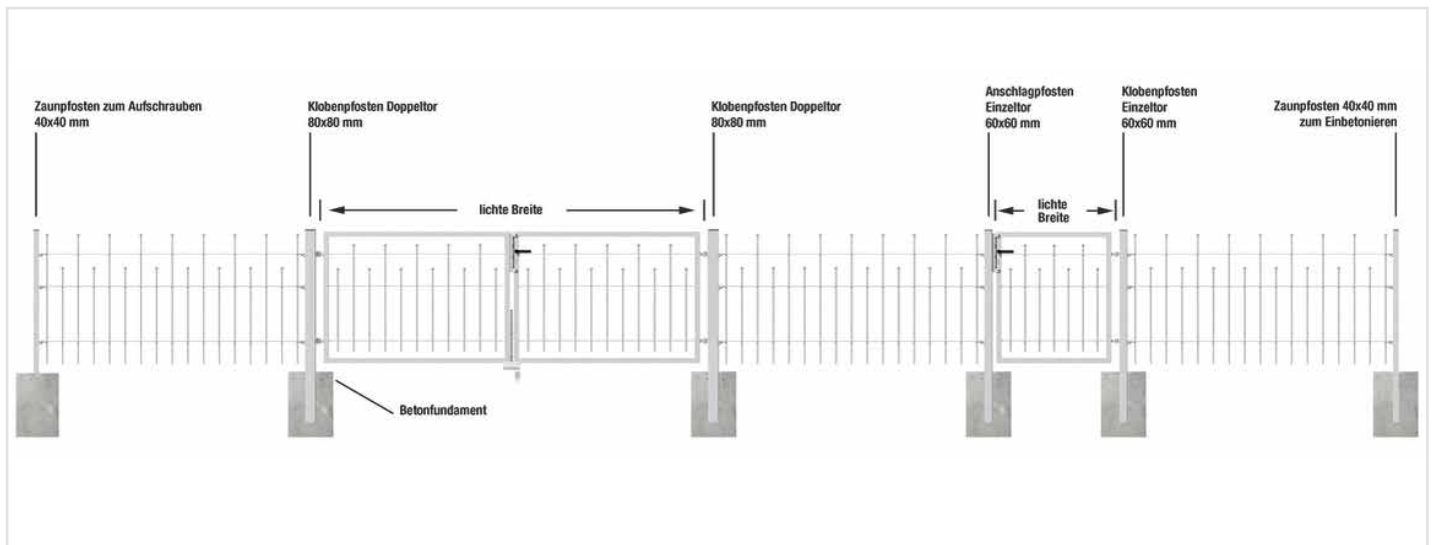 Zaunpfosten zum Aufschrauben
40x40 mm
Klobenpfosten Doppeltor
80x80 mm
Klobenpfosten Doppeltor
80x80 mm
Anschlagpfosten
Einzeltor
60x60 mm
Klobenpfosten
Einzeltor
60x60 mm
Zaunpfosten 40x40 mm
zum Einbetonieren
lichte Breite
lichte
Breite
Betonfundament